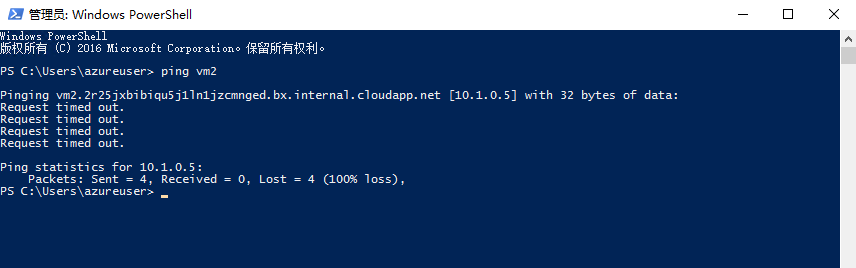 管理员: Windows PowerShell
Windows PowerShell
版权所有 (C) 2016 Microsoft Corporation。保留所有权利。
PS C:\Users\azureuser> ping vm2
Pinging vm2.2r25jxbibiqu5j1ln1jzcmnged.bx.internal.cloudapp.net [10.1.0.5] with 32 bytes of data:
Request timed out.
Request timed out.
Request timed out.
Request timed out.
Ping statistics for 10.1.0.5:
    Packets: Sent = 4, Received = 0, Lost = 4 (100% loss),
PS C:\Users\azureuser> _